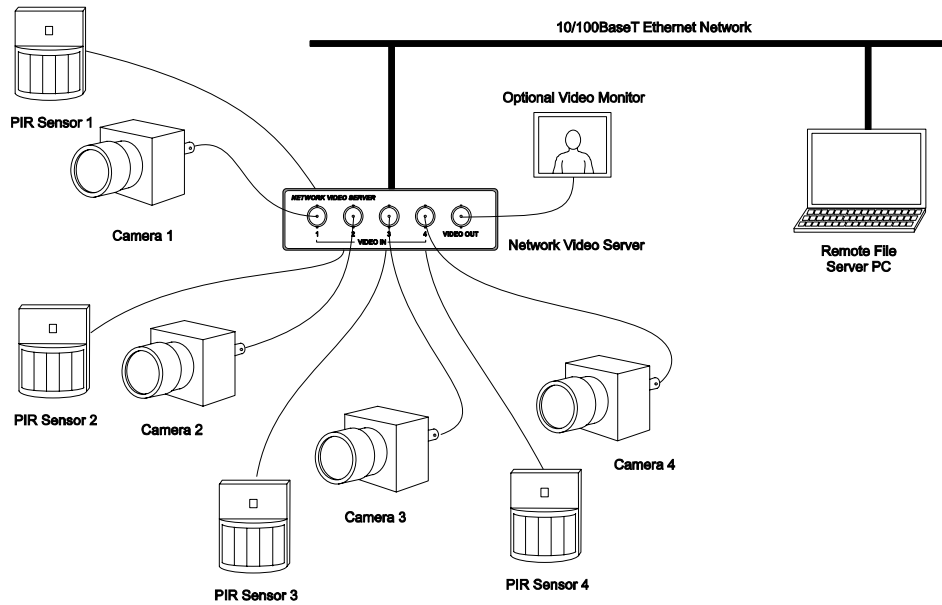 10/100BaseT Ethernet Network
PIR Sensor 1
Optional Video Monitor
Camera 1
NETWORK VIDEO SERVER
1 2 3 4 VIDEO OUT
VIDEO IN
Network Video Server
Remote File
Server PC
PIR Sensor 2
Camera 2
Camera 3
Camera 4
PIR Sensor 3
PIR Sensor 4